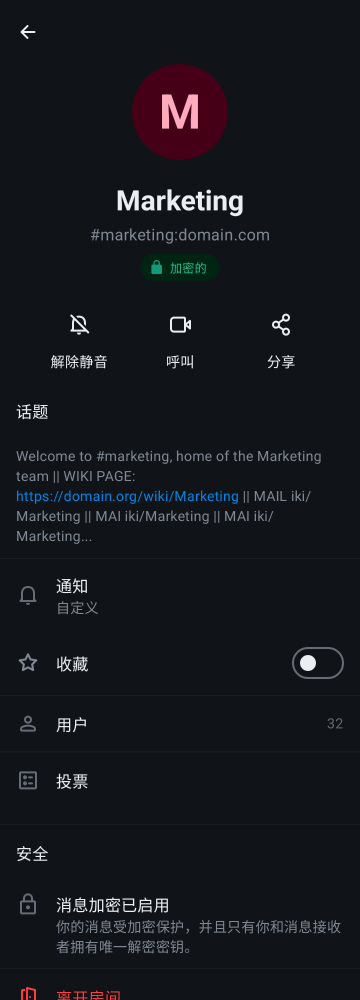 M
Marketing
#marketing:domain.com
加密的
解除静音
呼叫
分享
话题
Welcome to #marketing, home of the Marketing
team || WIKI PAGE:
https://domain.org/wiki/Marketing || MAIL iki/
Marketing || MAI iki/Marketing || MAI iki/
Marketing...
通知
自定义
收藏
用户
32
投票
安全
消息加密已启用
你的消息受加密保护，并且只有你和消息接收
者拥有唯一解密密钥。
离开房间